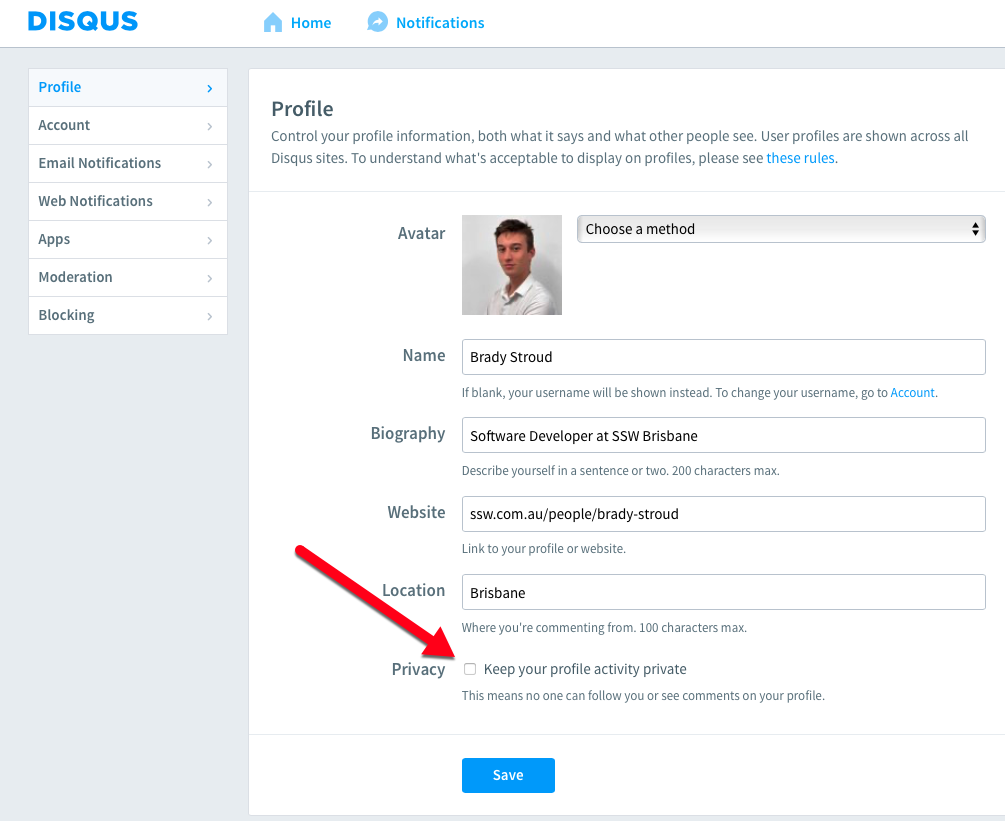 DISQUS
Home
Notifications
Profile
Account
Email Notifications
Web Notifications
Apps
Moderation
Blocking
Profile
Control your profile information, both what it says and what other people see. User profiles are shown across all
Disqus sites. To understand what's acceptable to display on profiles, please see these rules.
Avatar
Choose a method
Name
Brady Stroud
If blank, your username will be shown instead. To change your username, go to Account.
Biography
Software Developer at SSW Brisbane
Describe yourself in a sentence or two. 200 characters max.
Website
ssw.com.au/people/brady-stroud
Link to your profile or website.
Location
Brisbane
Where you're commenting from. 100 characters max.
Privacy
Keep your profile activity private
This means no one can follow you or see comments on your profile.
Save